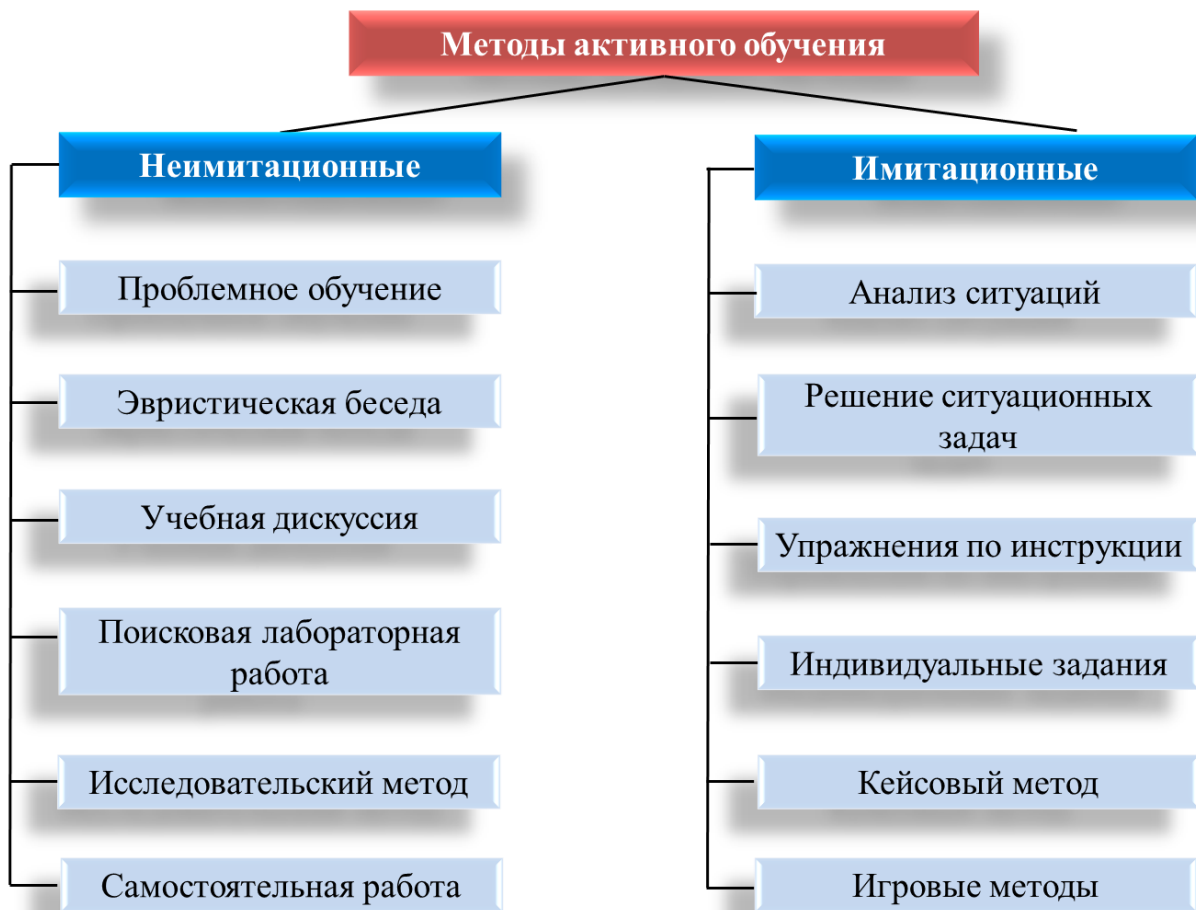 Методы активного обучения
Неимитационные
Проблемное обучение
Эвристическая беседа
Учебная дискуссия
Поисковая лабораторная
работа
Исследовательский метод
Самостоятельная работа
Имитационные
Анализ ситуаций
Решение ситуационных
задач
Упражнения по инструкции
Индивидуальные задания
Кейсовый метод
Игровые методы